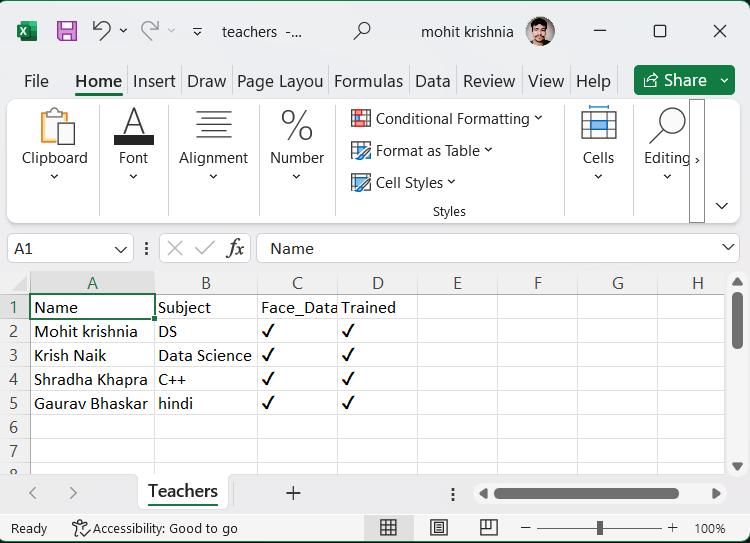 teachers -...
mohit krishnia
File Home Insert Draw Page Layou Formulas Data Review View Help Share
Clipboard Font Alignment Number
Conditional Formatting
Format as Table
Cell Styles
Styles
Cells Editing
A1 fx Name
A B C D E F G H
1 Name Subject Face_Data Trained
2 Mohit krishnia DS ✓ ✓
3 Krish Naik Data Science ✓ ✓
4 Shradha Khapra C++ ✓ ✓
5 Gaurav Bhaskar hindi ✓ ✓
6
7
8
Teachers
Ready Accessibility: Good to go 100%